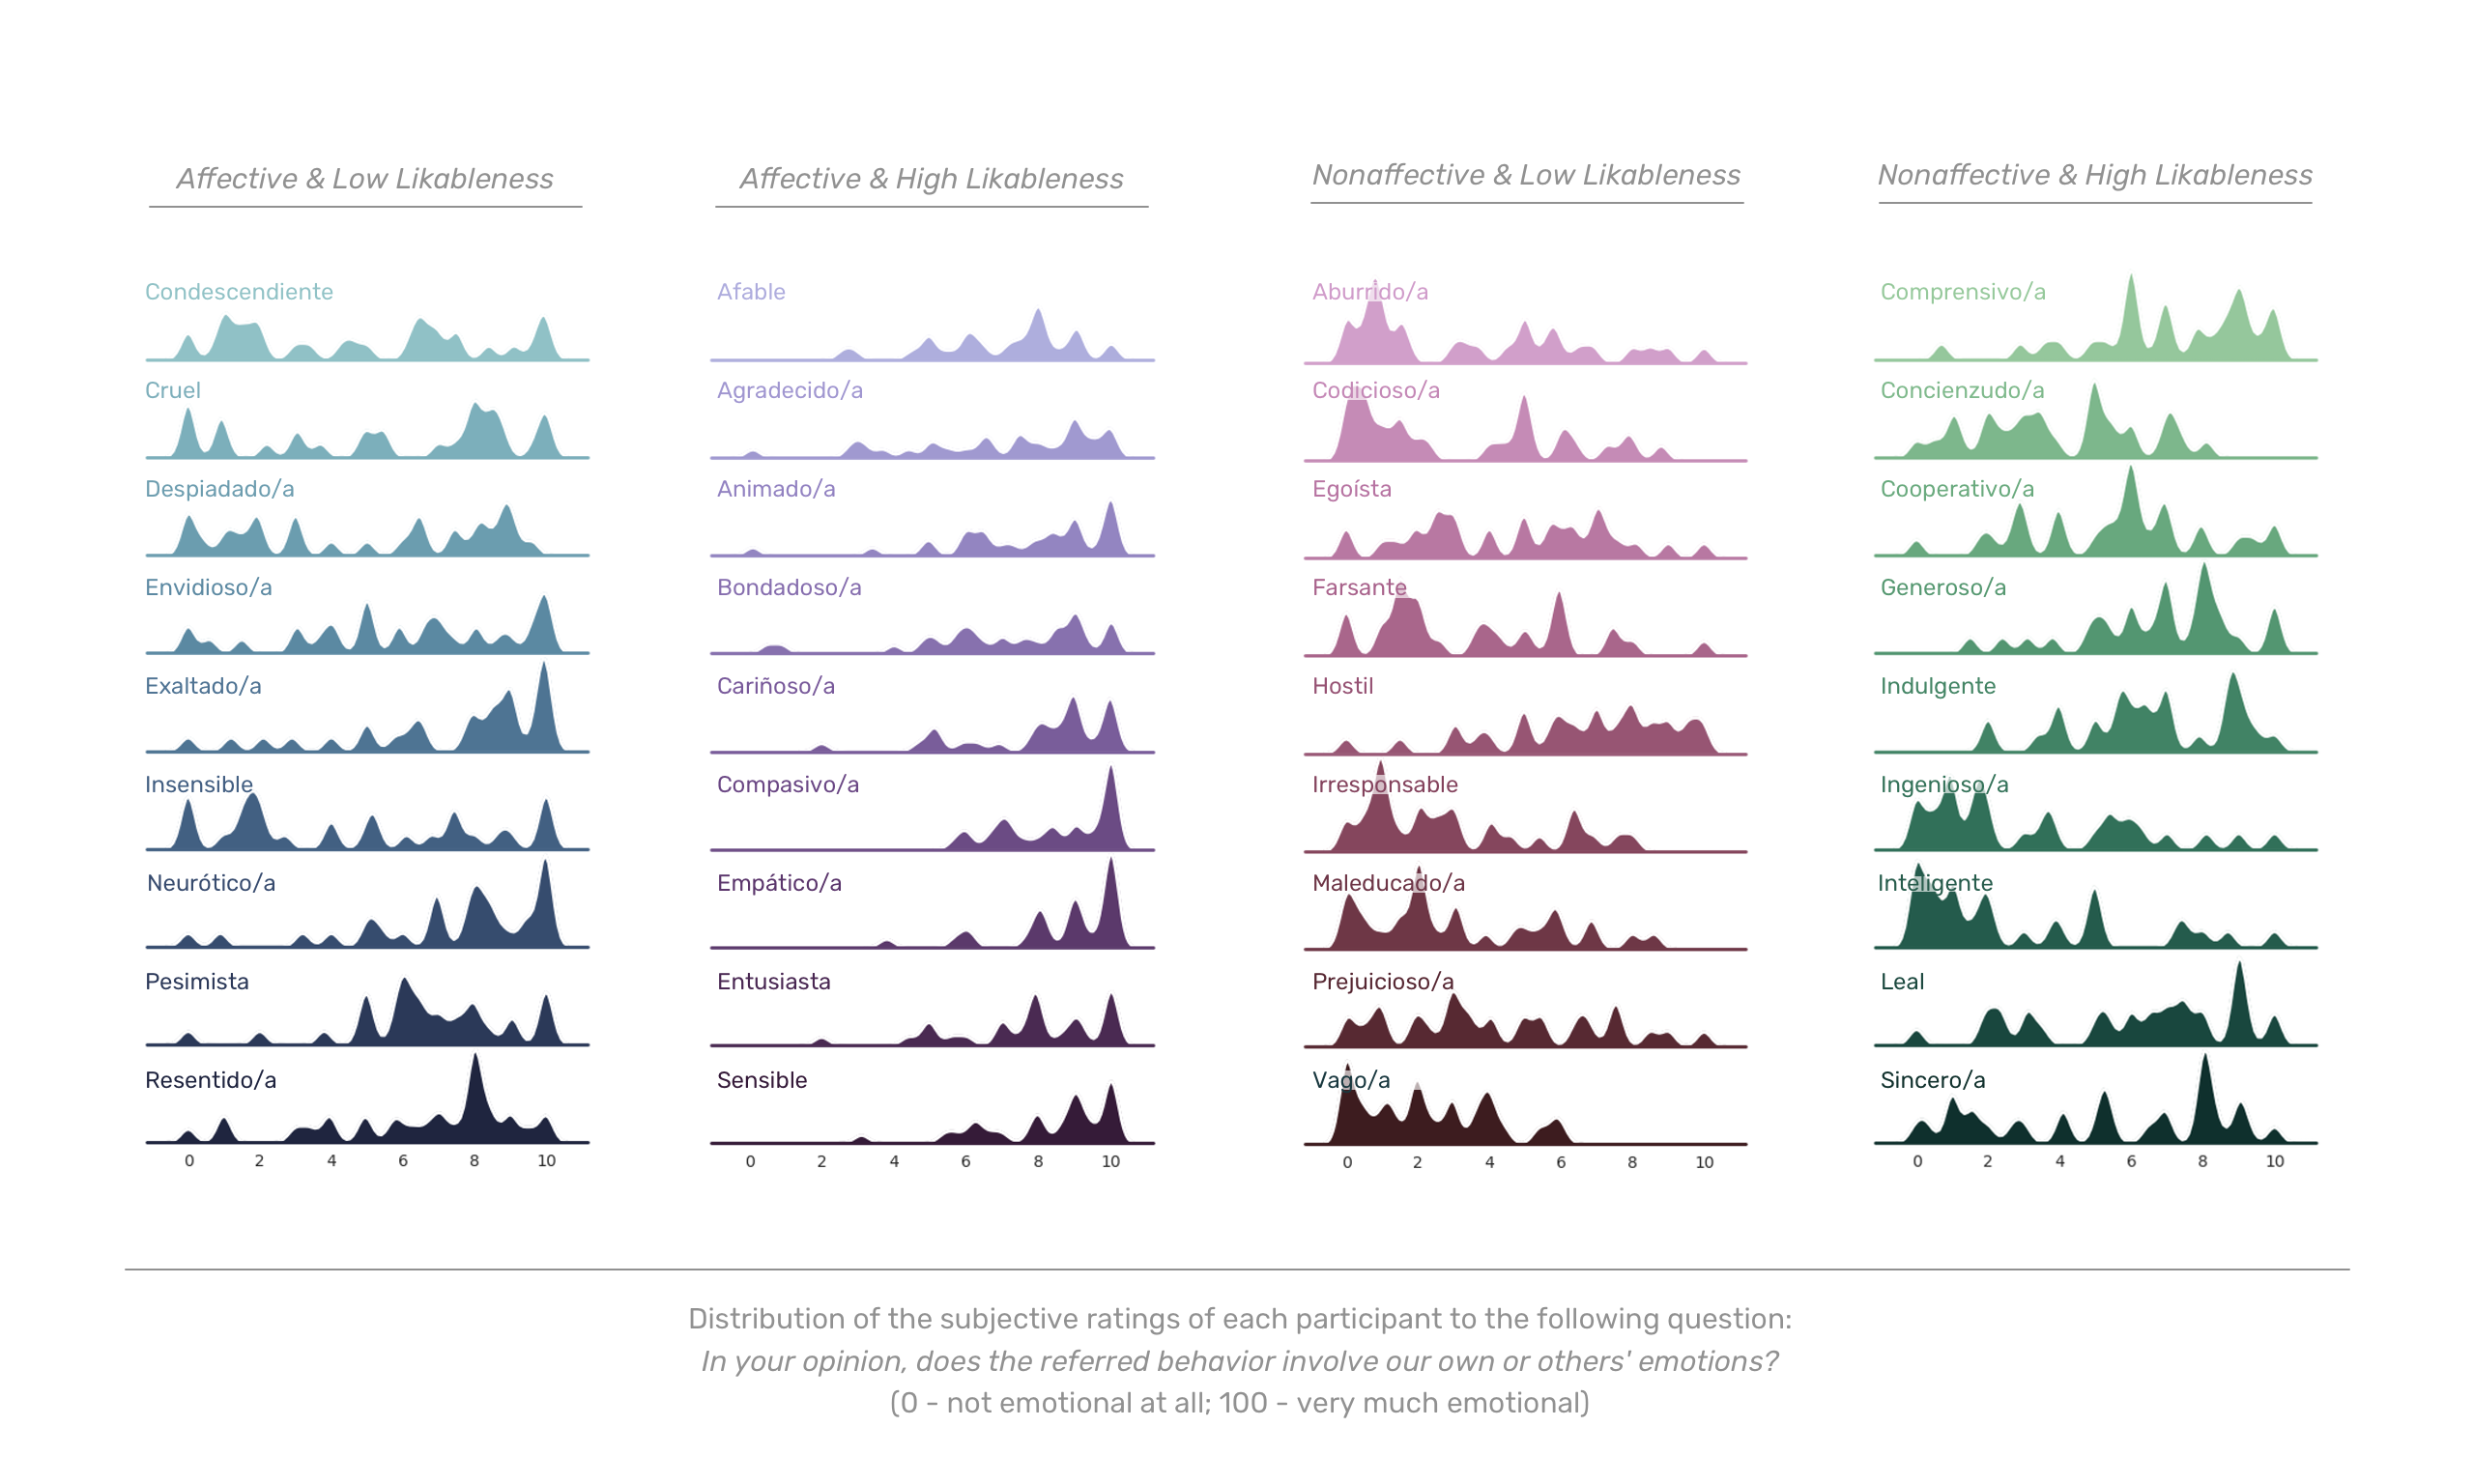 Affective & Low Likableness
Condescendiente
Cruel
Despiadado/a
Envidioso/a
Exaltado/a
Insensible
Neurótico/a
Pesimista
Resentido/a
0 2 4 6 8 10
Affective & High Likableness
Afable
Agradecido/a
Animado/a
Bondadoso/a
Cariñoso/a
Compasivo/a
Empático/a
Entusiasta
Sensible
0 2 4 6 8 10
Nonaffective & Low Likableness
Aburrido/a
Codicioso/a
Egoísta
Farsante
Hostil
Irresponsable
Maleducado/a
Prejuicioso/a
Vago/a
0 2 4 6 8 10
Nonaffective & High Likableness
Comprensivo/a
Concienzudo/a
Cooperativo/a
Generoso/a
Indulgente
Ingenioso/a
Inteligente
Leal
Sincero/a
0 2 4 6 8 10
Distribution of the subjective ratings of each participant to the following question:
In your opinion, does the referred behavior involve our own or others' emotions?
(0 - not emotional at all; 100 - very much emotional)